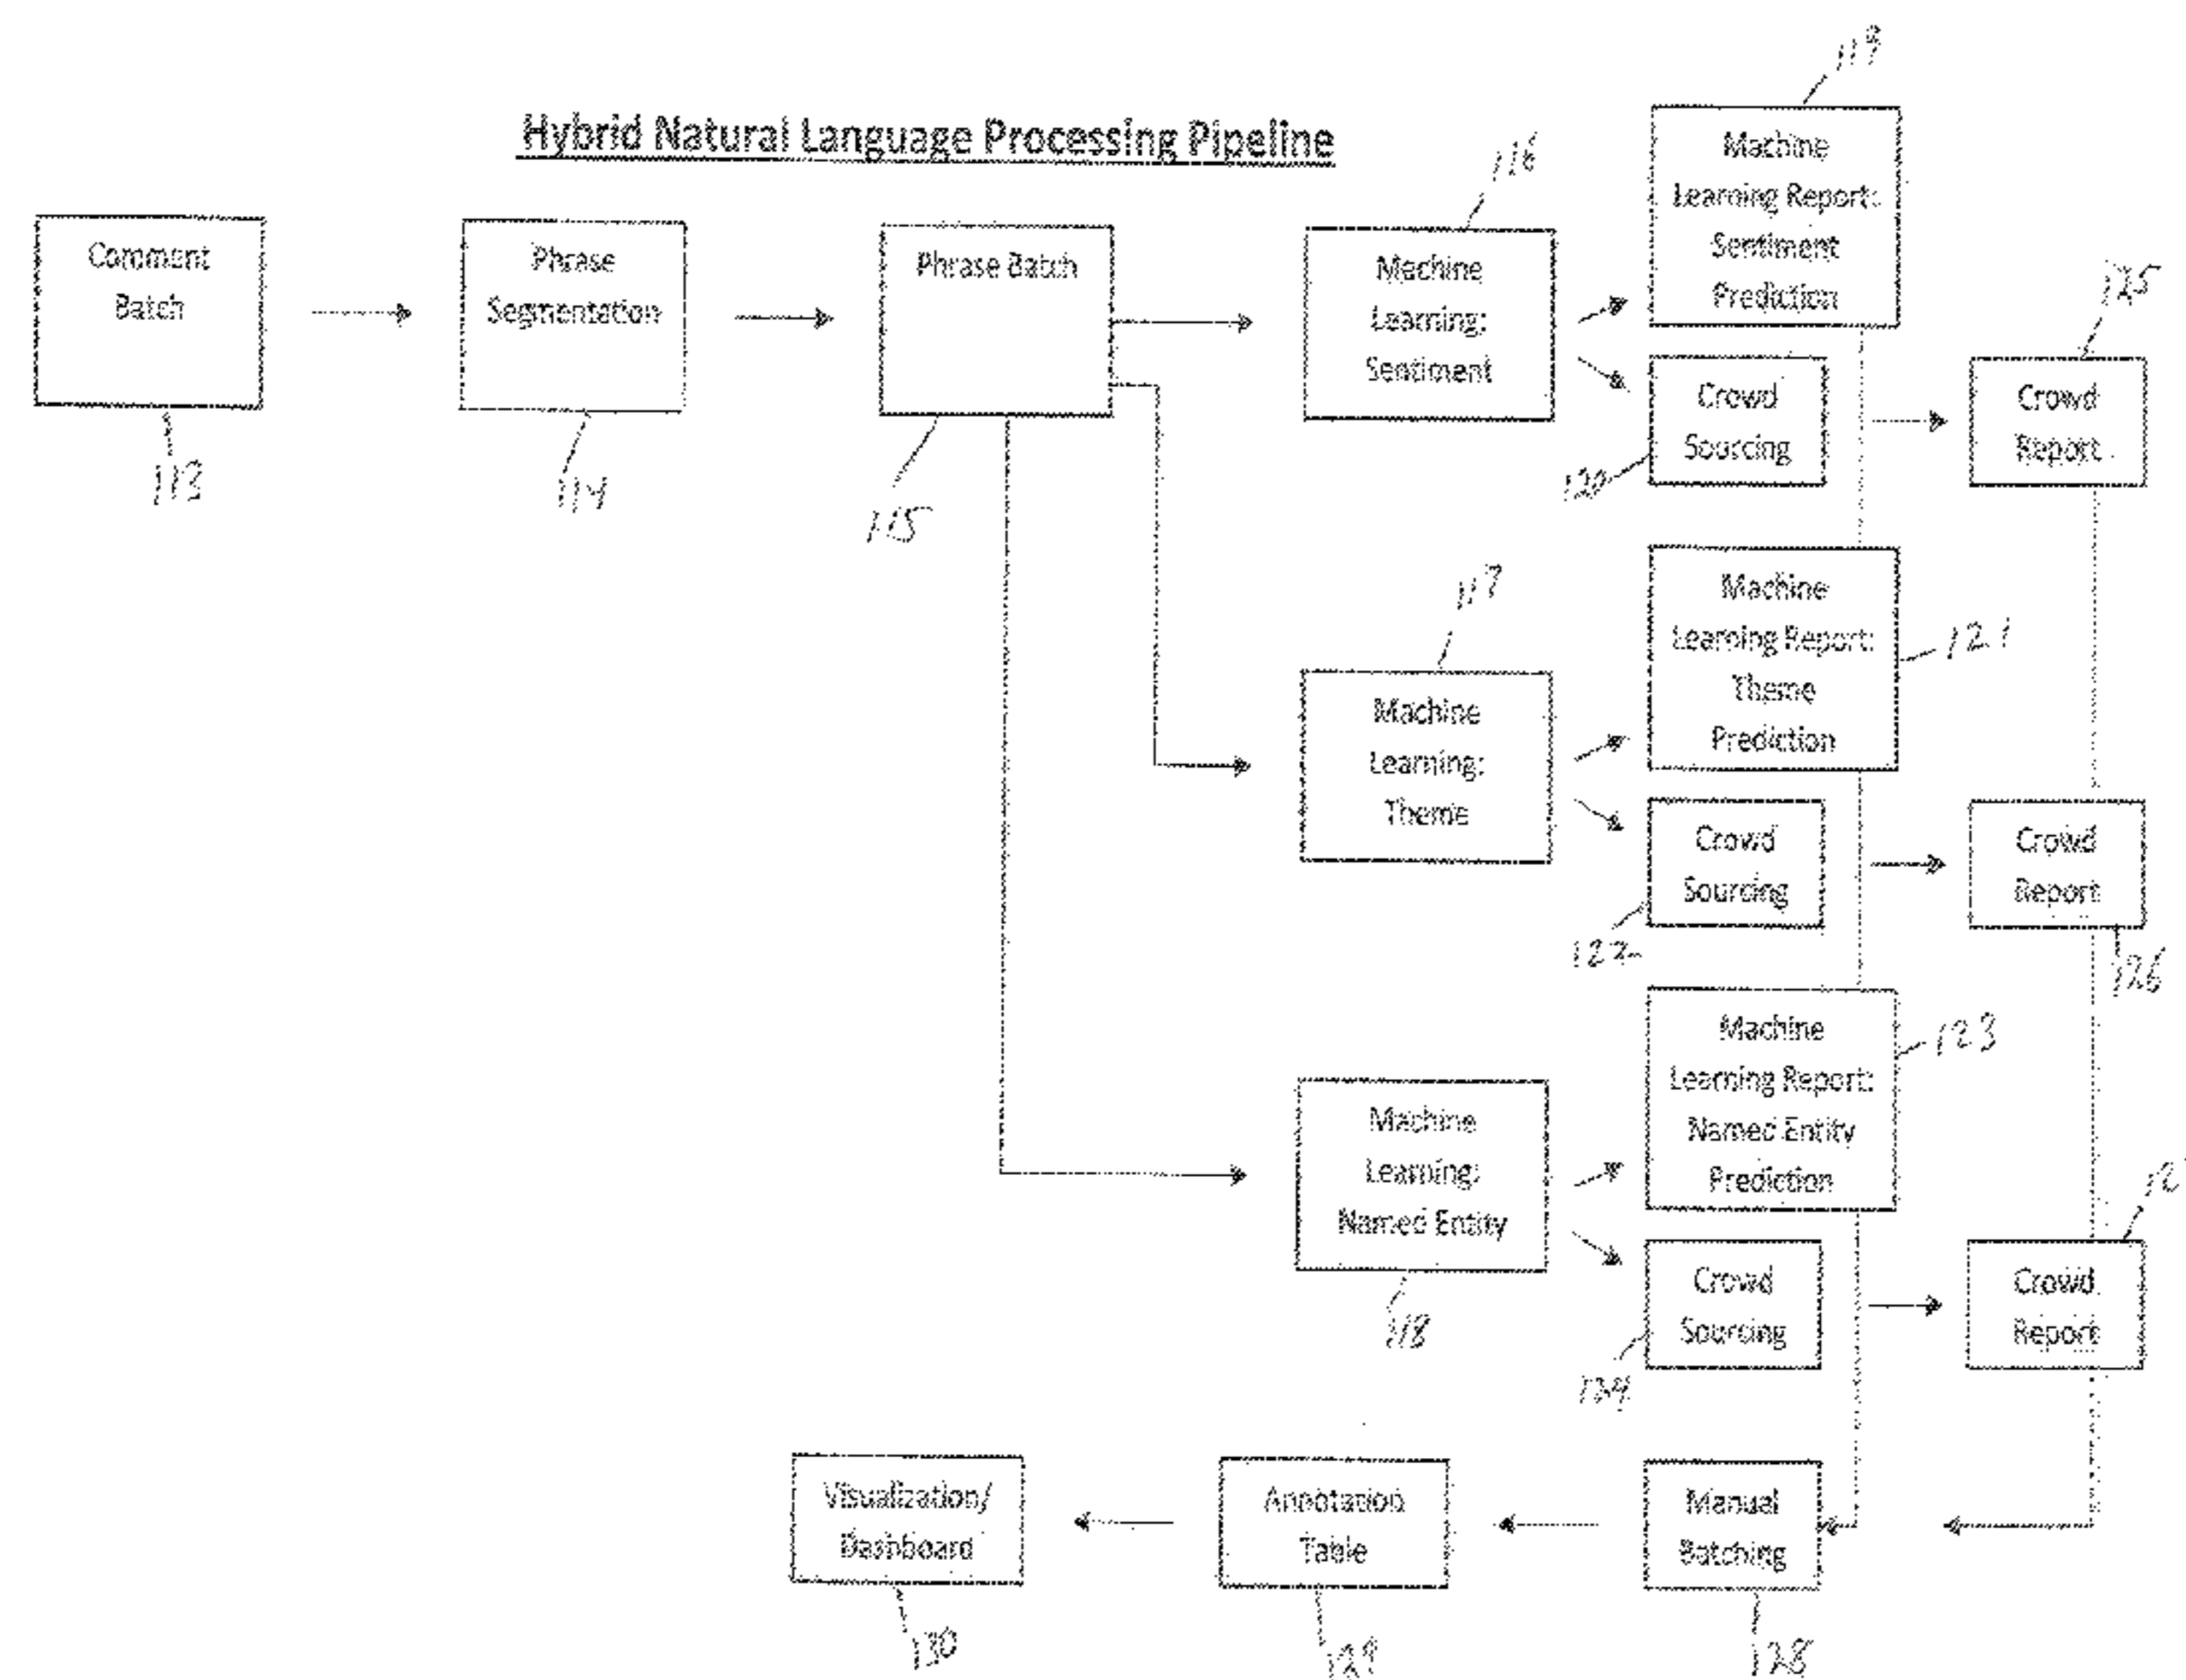 Hybrid Natural Language Processing Pipeline
Comment
Batch
113
Phrase
Segmentation
114
Phrase Batch
115
Machine
Learning:
Sentiment
116
Machine
Learning Report:
Sentiment
Prediction
119
Crowd
Sourcing
120
Crowd
Report
125
Machine
Learning:
Theme
117
Machine
Learning Report:
Theme
Prediction
121
Crowd
Sourcing
122
Crowd
Report
126
Machine
Learning:
Named Entity
118
Machine
Learning Report:
Named Entity
Prediction
123
Crowd
Sourcing
124
Crowd
Report
Visualization/
Dashboard
130
Annotation
Table
129
Manual
Batching
128